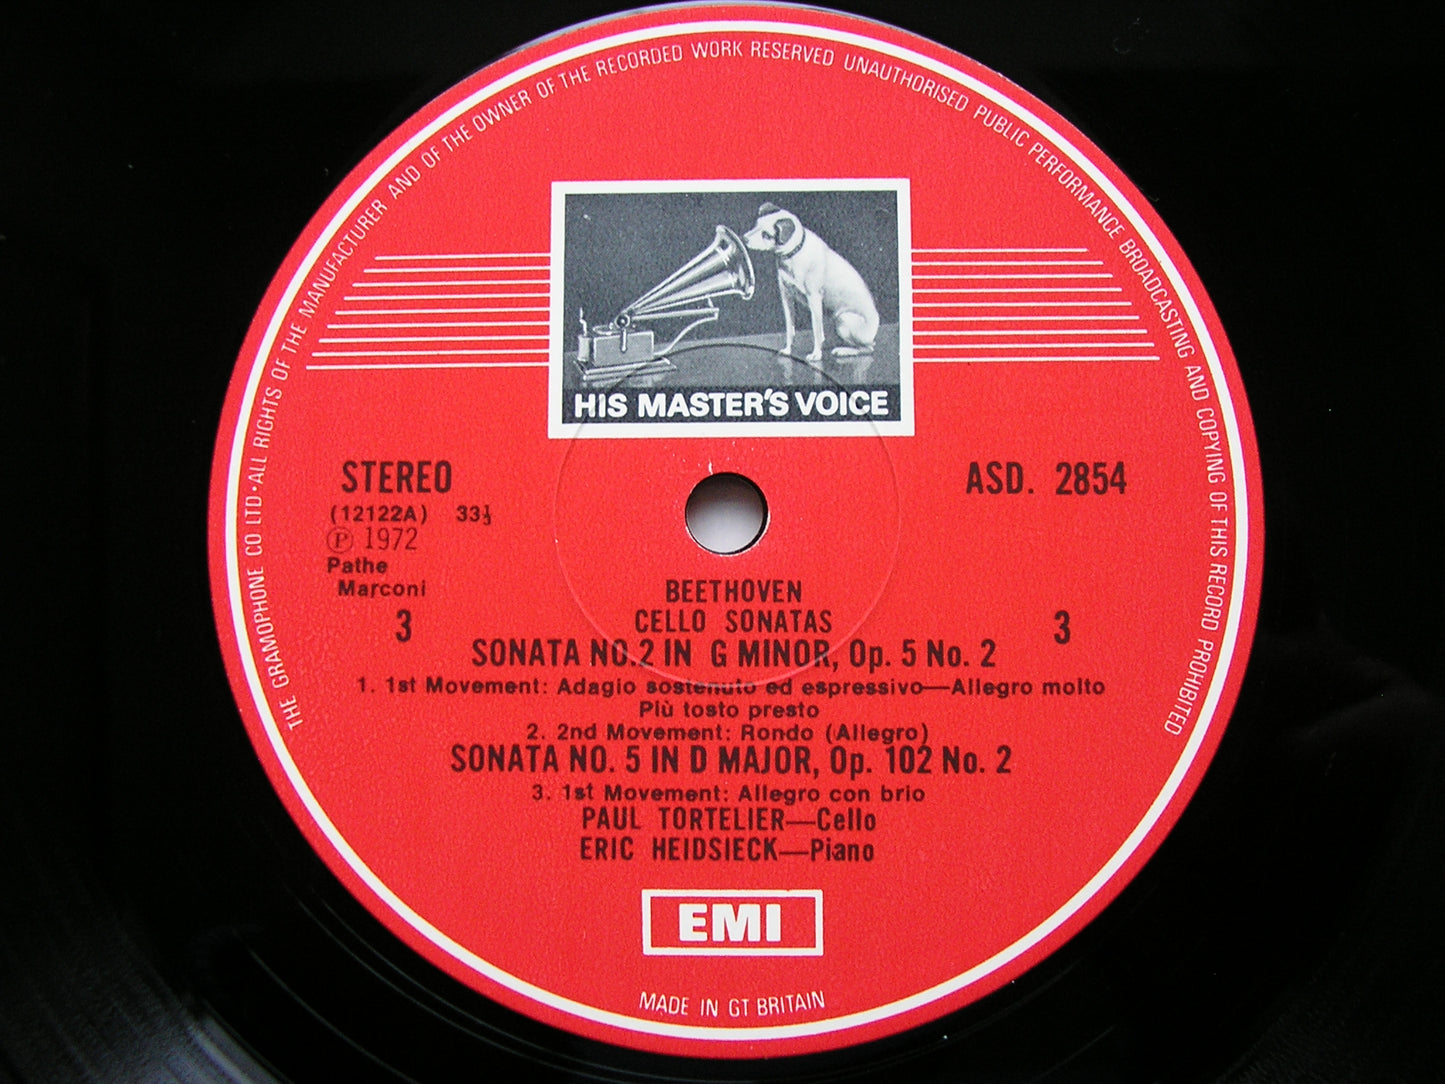 THE GRAMOPHONE CO LTD · ALL RIGHTS OF THE MANUFACTURER AND OF THE OWNER OF THE RECORDED WORK RESERVED UNAUTHORISED PUBLIC PERFORMANCE BROADCASTING AND COPYING OF THIS RECORD PROHIBITED
HIS MASTER'S VOICE
STEREO
ASD. 2854
(12122A) 33⅓
℗ 1972
Pathe
Marconi
3
3
BEETHOVEN
CELLO SONATAS
SONATA NO.2 IN G MINOR, Op. 5 No. 2
1. 1st Movement: Adagio sostenuto ed espressivo—Allegro molto
Più tosto presto
2. 2nd Movement: Rondo (Allegro)
SONATA NO. 5 IN D MAJOR, Op. 102 No. 2
3. 1st Movement: Allegro con brio
PAUL TORTELIER—Cello
ERIC HEIDSIECK—Piano
EMI
MADE IN GT BRITAIN